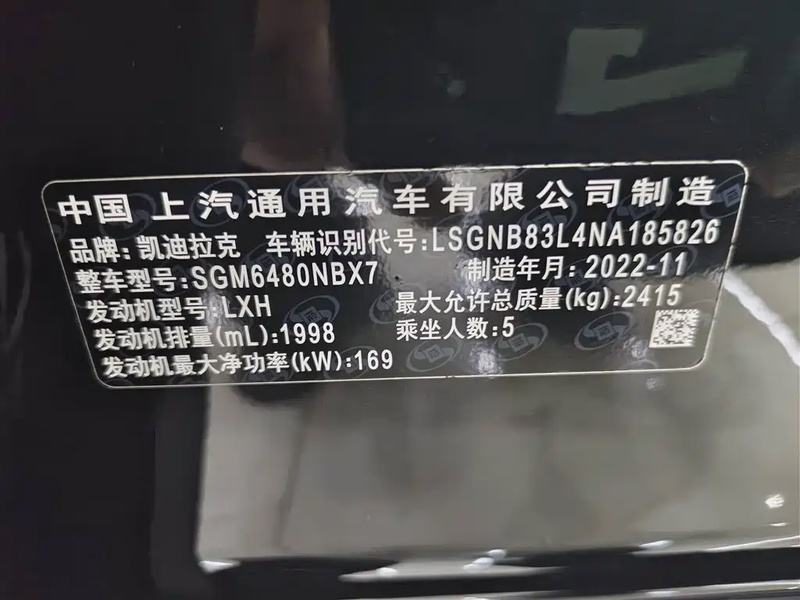 中国 上汽通用汽车有限公司制造
品牌: 凯迪拉克 车辆识别代号:LSGNB83L4NA185826
整车型号:SGM6480NBX7 制造年月:2022-11
发动机型号:LXH 最大允许总质量(kg):2415
发动机排量(mL):1998 乘坐人数:5
发动机最大净功率(kW):169